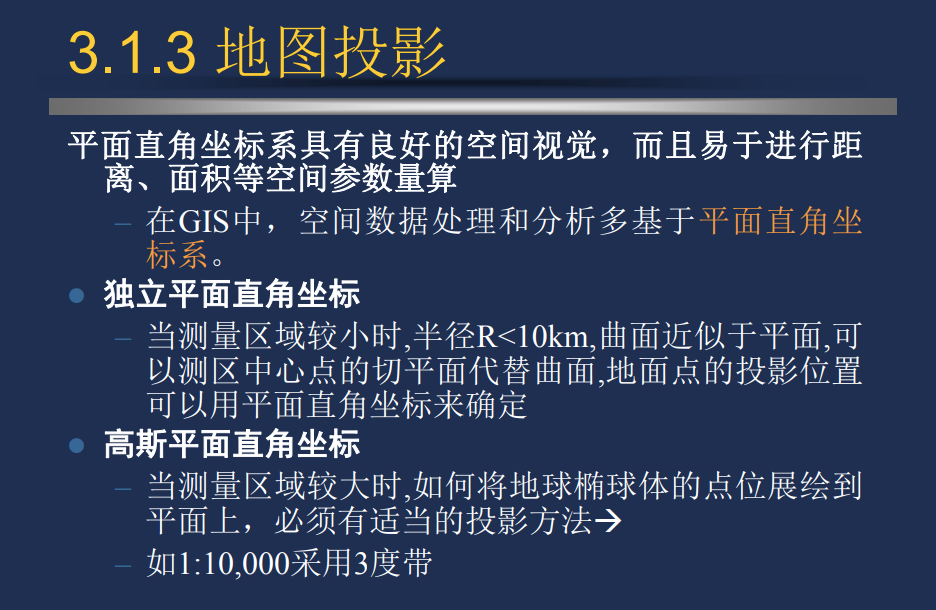 3.1.3 地图投影
平面直角坐标系具有良好的空间视觉，而且易于进行距
离、面积等空间参数量算
– 在GIS中，空间数据处理和分析多基于平面直角坐
标系。
● 独立平面直角坐标
– 当测量区域较小时,半径R<10km,曲面近似于平面,可
以测区中心点的切平面代替曲面,地面点的投影位置
可以用平面直角坐标来确定
● 高斯平面直角坐标
– 当测量区域较大时,如何将地球椭球体的点位展绘到
平面上，必须有适当的投影方法→
– 如1:10,000采用3度带